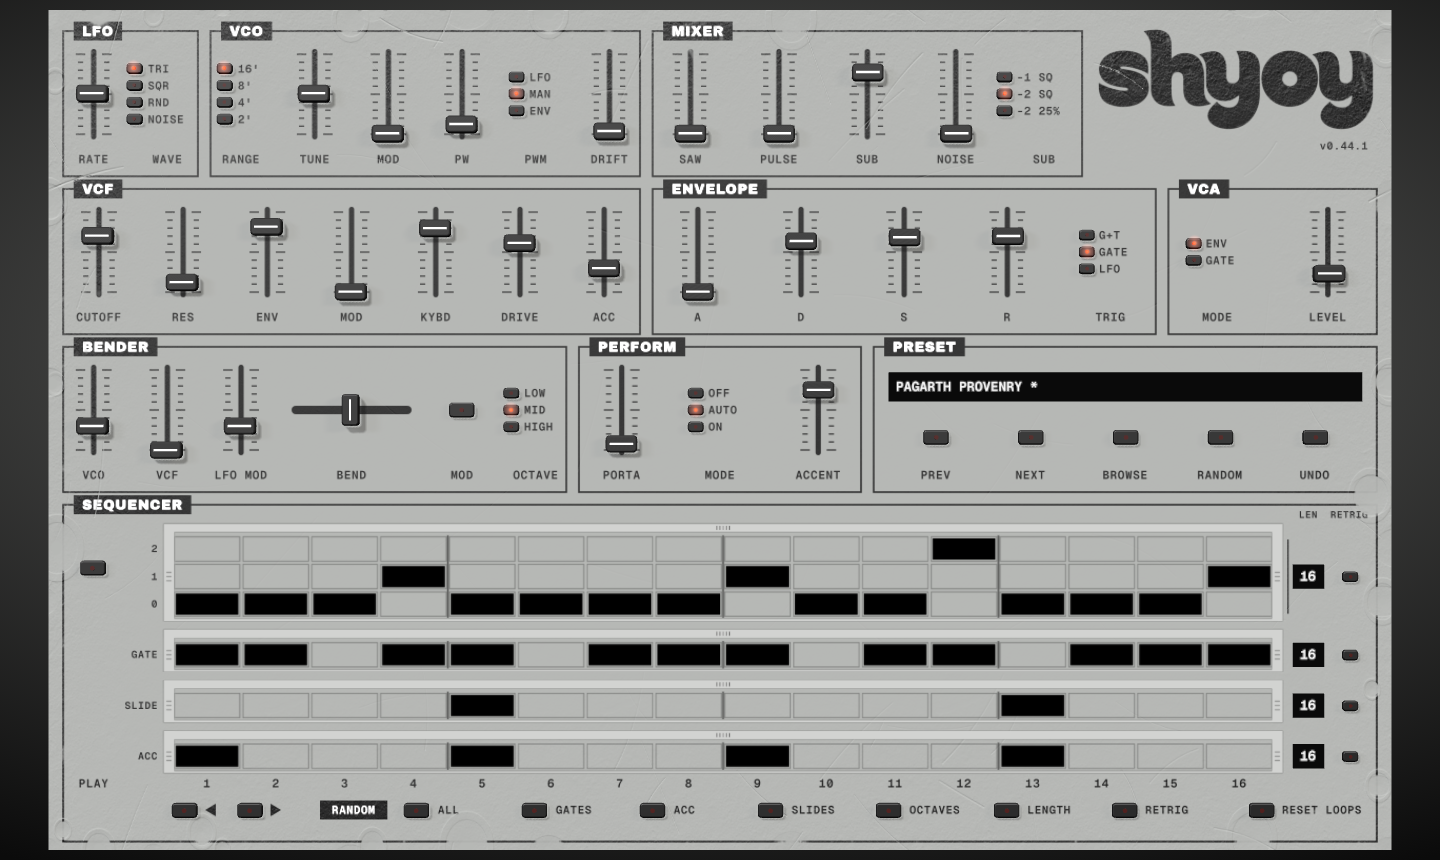 LFO
TRI
SQR
RND
NOISE
RATE WAVE
VCO
16'
8'
4'
2'
LFO
MAN
ENV
RANGE TUNE MOD PW PWM DRIFT
MIXER
-1 SQ
-2 SQ
-2 25%
SAW PULSE SUB NOISE SUB
shyoy
v0.44.1
VCF
CUTOFF RES ENV MOD KYBD DRIVE ACC
ENVELOPE
G+T
GATE
LFO
A D S R TRIG
VCA
ENV
GATE
MODE LEVEL
BENDER
LOW
MID
HIGH
VCO VCF LFO MOD BEND MOD OCTAVE
PERFORM
OFF
AUTO
ON
PORTA MODE ACCENT
PRESET
PAGARTH PROVENRY *
PREV NEXT BROWSE RANDOM UNDO
SEQUENCER
LEN RETRIG
2
1 16
0
GATE 16
SLIDE 16
ACC 16
PLAY 1 2 3 4 5 6 7 8 9 10 11 12 13 14 15 16
RANDOM ALL GATES ACC SLIDES OCTAVES LENGTH RETRIG RESET LOOPS